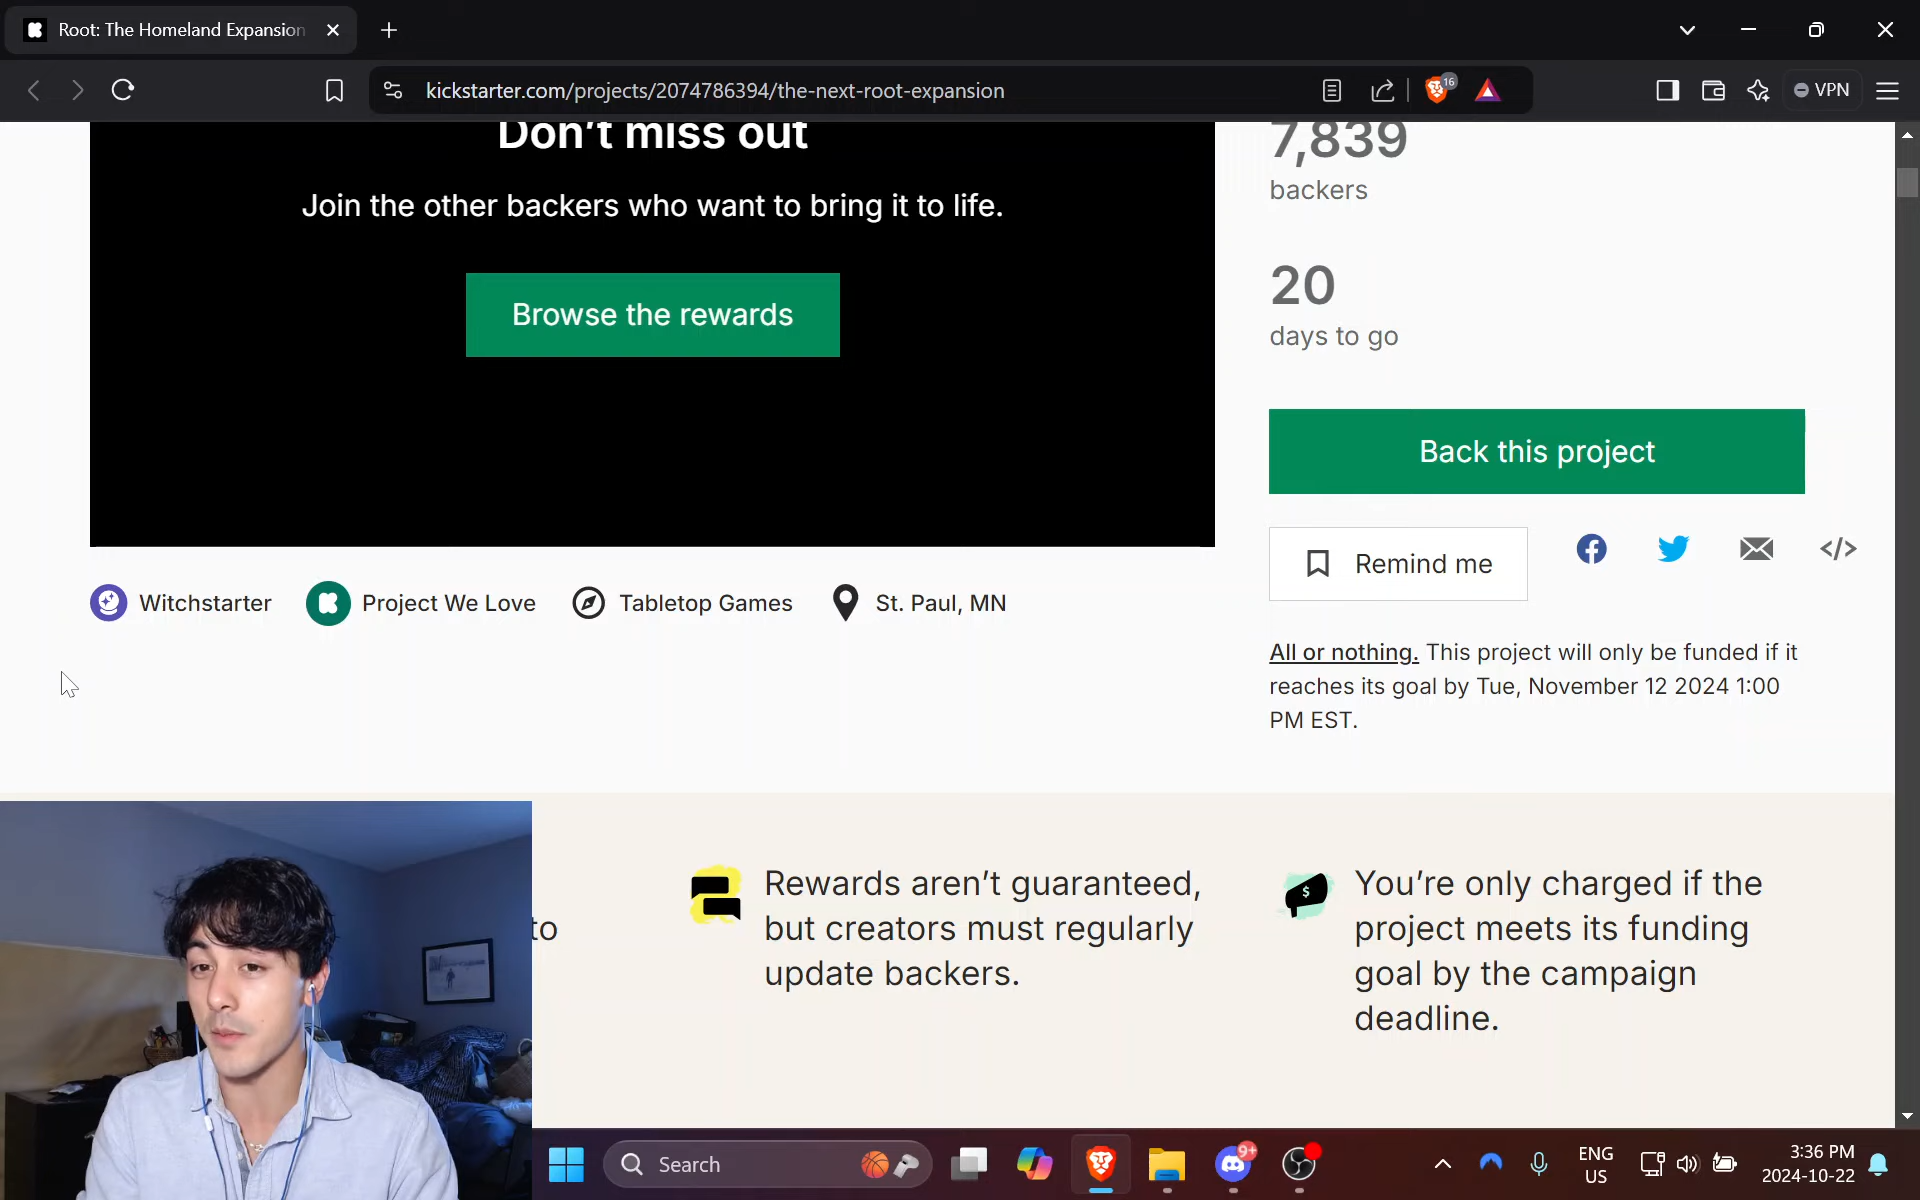 Root: The Homeland Expansion
kickstarter.com/projects/2074786394/the-next-root-expansion
16
VPN
Don't miss out
Join the other backers who want to bring it to life.
Browse the rewards
7,839
backers
20
days to go
Back this project
Remind me
Witchstarter
Project We Love
Tabletop Games
St. Paul, MN
All or nothing. This project will only be funded if it
reaches its goal by Tue, November 12 2024 1:00
PM EST.
to
Rewards aren't guaranteed,
but creators must regularly
update backers.
You're only charged if the
project meets its funding
goal by the campaign
deadline.
Search
9+
ENG
US
3:36 PM
2024-10-22